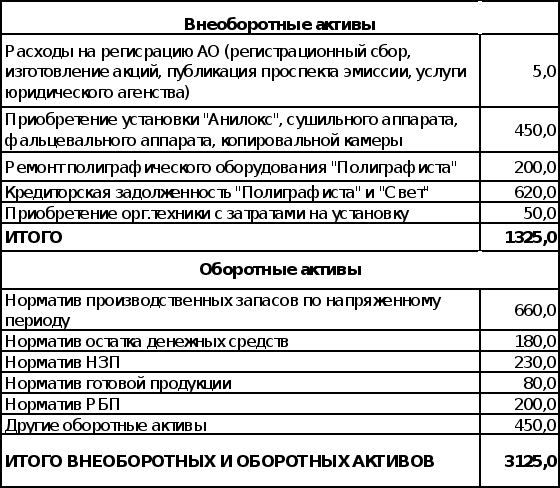 Внеоборотные активы
Расходы на регисрацию АО (регистрационный сбор,
изготовление акций, публикация проспекта эмиссии, услуги
юридического агенства) 5,0
Приобретение установки "Анилокс", сушильного аппарата,
фальцевального аппарата, копировальной камеры 450,0
Ремонт полиграфического оборудования "Полиграфиста" 200,0
Кредиторская задолженность "Полиграфиста" и "Свет" 620,0
Приобретение орг.техники с затратами на установку 50,0
ИТОГО 1325,0
Оборотные активы
Норматив производственных запасов по напряженному
периоду 660,0
Норматив остатка денежных средств 180,0
Норматив НЗП 230,0
Норматив готовой продукции 80,0
Норматив РБП 200,0
Другие оборотные активы 450,0
ИТОГО ВНЕОБОРОТНЫХ И ОБОРОТНЫХ АКТИВОВ 3125,0